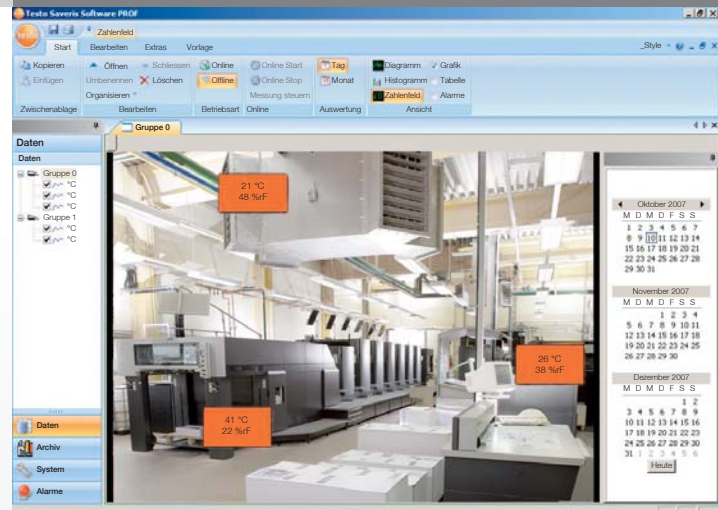 Testo Saveris Software PROF
Zahlenfeld
Start Bearbeiten Extras Vorlage
_Style
Kopieren Öffnen Schliessen Online Online Start Tag Diagramm Grafik
Einfügen Umbenennen Löschen Offline Online Stop Monat Histogramm Tabelle
Organisieren Messung steuern Zahlenfeld Alarme
Zwischenablage Bearbeiten Betriebsart Online Auswertung Ansicht
Gruppe 0
Daten
Daten
Gruppe 0
°C
°C
°C
Gruppe 1
°C
°C
21 °C
48 %rF
26 °C
38 %rF
41 °C
22 %rF
Oktober 2007
M D M D F S S
1 2 3 4 5 6 7
8 9 10 11 12 13 14
15 16 17 18 19 20 21
22 23 24 25 26 27 28
29 30 31
November 2007
M D M D F S S
1 2 3 4
5 6 7 8 9 10 11
12 13 14 15 16 17 18
19 20 21 22 23 24 25
26 27 28 29 30
Dezember 2007
M D M D F S S
1 2
3 4 5 6 7 8 9
10 11 12 13 14 15 16
17 18 19 20 21 22 23
24 25 26 27 28 29 30
31 1 2 3 4 5 6
Heute
Daten
Archiv
System
Alarme